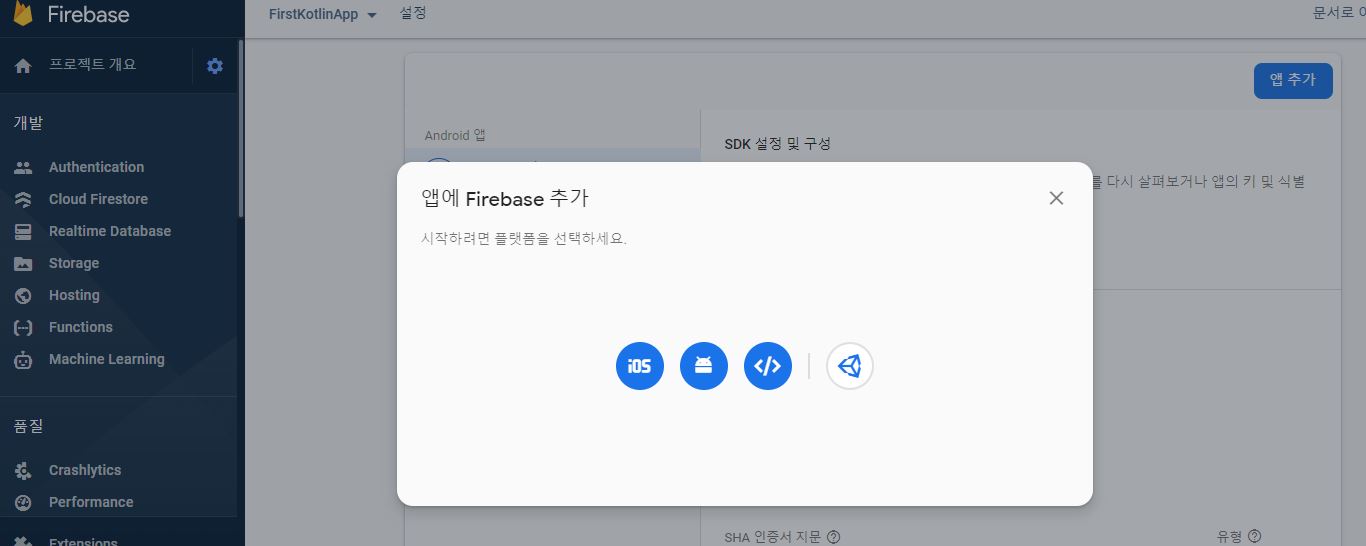 Firebase
FirstKotlinApp
설정
문서로
프로젝트 개요
앱 추가
개발
Android 앱
SDK 설정 및 구성
Authentication
를 다시 살펴보거나 앱의 키 및 식별
앱에 Firebase 추가
Cloud Firestore
Realtime Database
시작하려면 플랫폼을 선택하세요.
Storage
Hosting
Functions
Machine Learning
iOS
품질
Crashlytics
Performance
SHA 인증서 지문
유형
Extensions